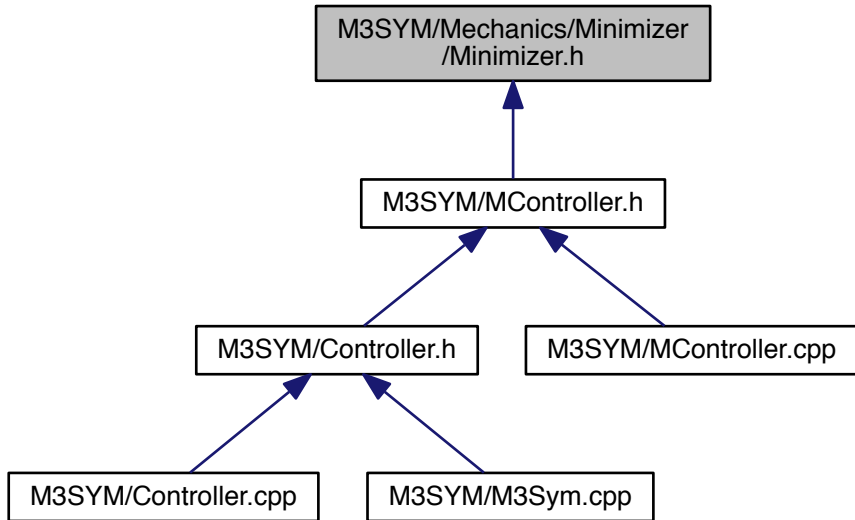 M3SYM/Mechanics/Minimizer
/Minimizer.h
M3SYM/MController.h
M3SYM/Controller.h
M3SYM/MController.cpp
M3SYM/Controller.cpp
M3SYM/M3Sym.cpp